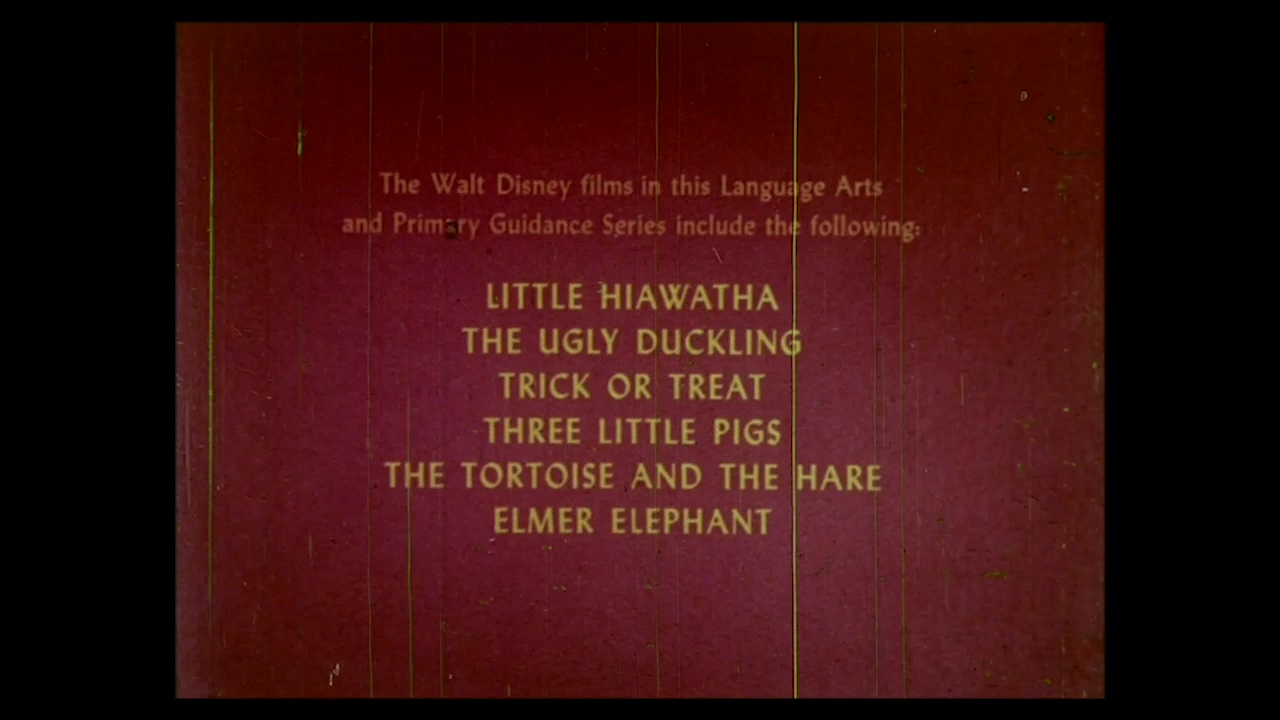 The Walt Disney films in this Language Arts
and Primary Guidance Series include the following:
LITTLE HIAWATHA
THE UGLY DUCKLING
TRICK OR TREAT
THREE LITTLE PIGS
THE TORTOISE AND THE HARE
ELMER ELEPHANT